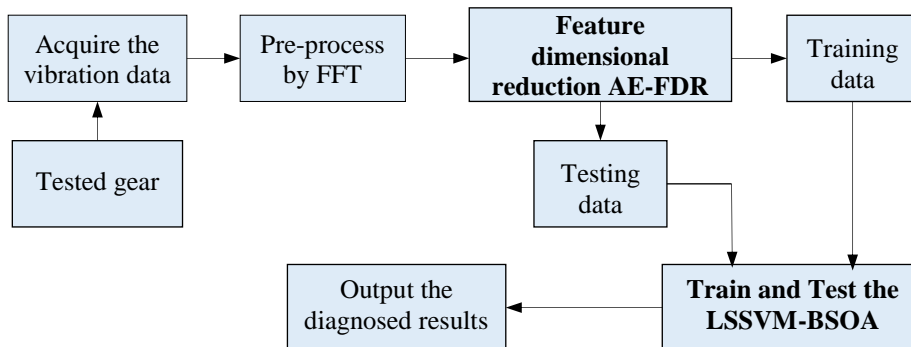 Acquire the
vibration data
Pre-process
by FFT
Feature
dimensional
reduction AE-FDR
Training
data
Tested gear
Testing
data
Output the
diagnosed results
Train and Test the
LSSVM-BSOA